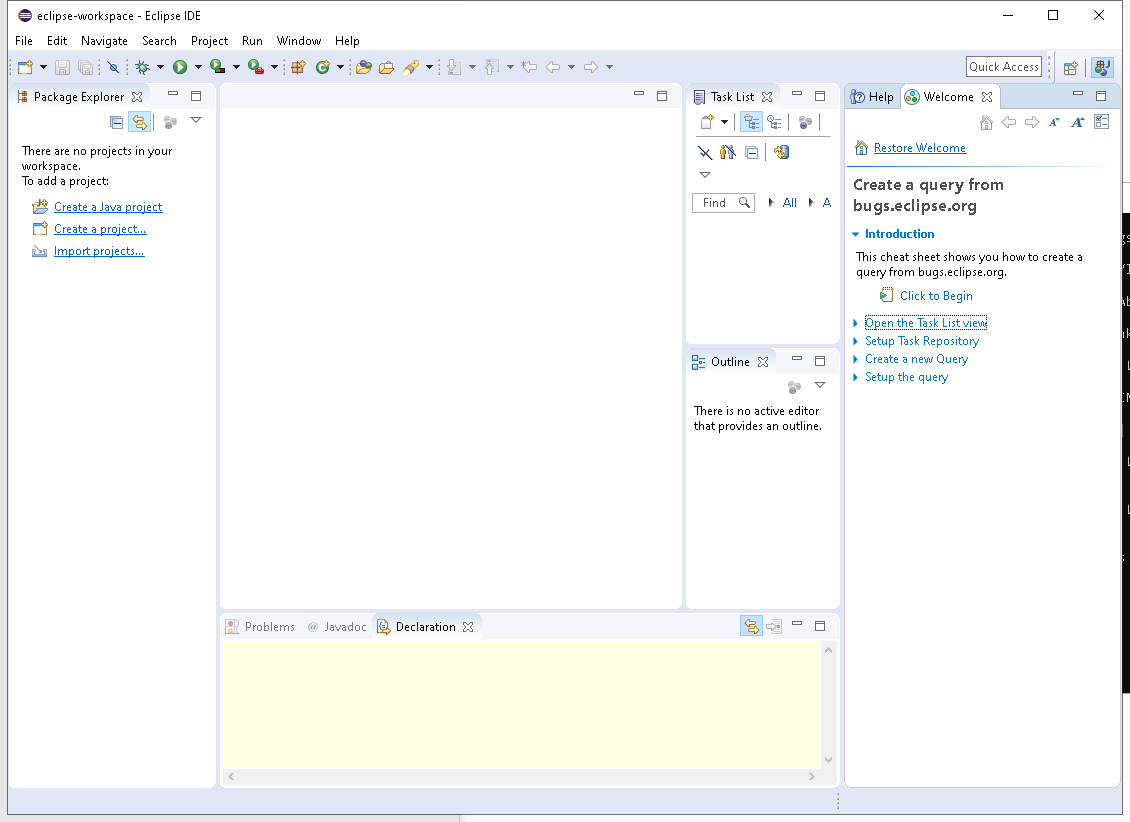 eclipse-workspace - Eclipse IDE
File Edit Navigate Search Project Run Window Help
Quick Access
Package Explorer
There are no projects in your
workspace.
To add a project:
Create a Java project
Create a project...
Import projects...
Task List
Find
All
A
Outline
There is no active editor
that provides an outline.
Problems
@ Javadoc
Declaration
Help
Welcome
Restore Welcome
Create a query from
bugs.eclipse.org
Introduction
This cheat sheet shows you how to create a
query from bugs.eclipse.org.
Click to Begin
Open the Task List view
Setup Task Repository
Create a new Query
Setup the query